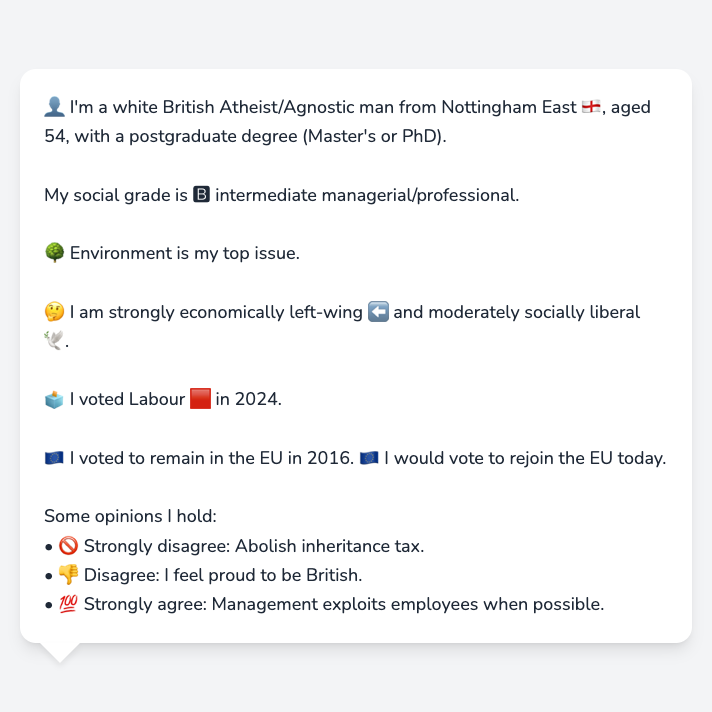 👤 I'm a white British Atheist/Agnostic man from Nottingham East 🏴󠁧󠁢󠁥󠁮󠁧󠁿, aged
54, with a postgraduate degree (Master's or PhD).
My social grade is 🅱 intermediate managerial/professional.
🌳 Environment is my top issue.
🤔 I am strongly economically left-wing ⬅️ and moderately socially liberal
🕊️.
🗳️ I voted Labour 🟥 in 2024.
🇪🇺 I voted to remain in the EU in 2016. 🇪🇺 I would vote to rejoin the EU today.
Some opinions I hold:
• 🚫 Strongly disagree: Abolish inheritance tax.
• 👎 Disagree: I feel proud to be British.
• 💯 Strongly agree: Management exploits employees when possible.